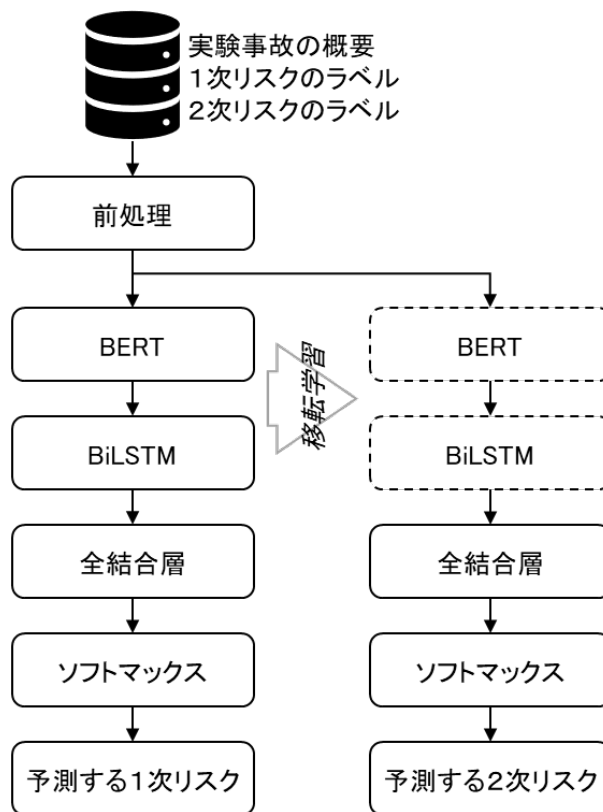 実験事故の概要
1次リスクのラベル
2次リスクのラベル
前処理
BERT
BiLSTM
全結合層
ソフトマックス
予測する1次リスク
移転学習
BERT
BiLSTM
全結合層
ソフトマックス
予測する2次リスク